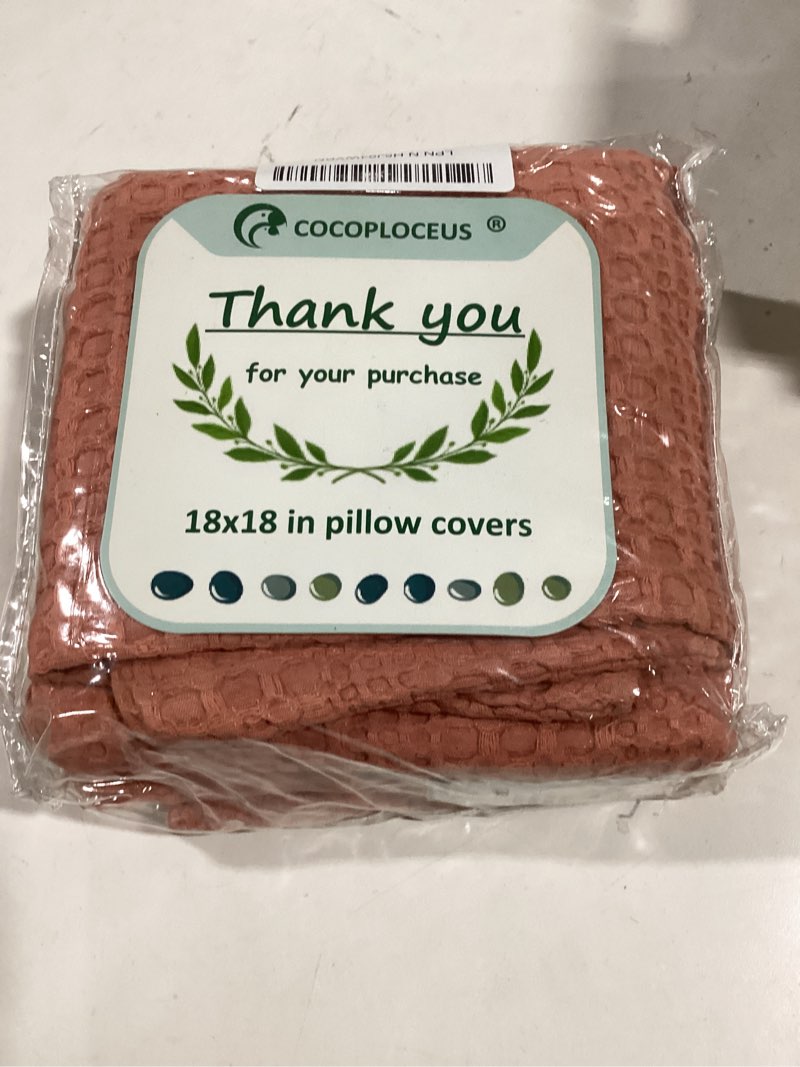 COCOPLOCEUS ®
Thank you
for your purchase
18x18 in pillow covers